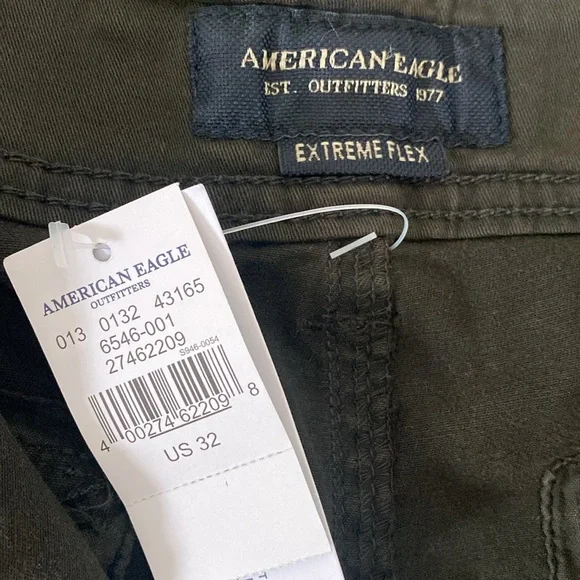 AMERICAN EAGLE
EST. OUTFITTERS 1977
EXTREME FLEX
AMERICAN EAGLE
OUTFITTERS
013 0132 43165
6546-001
27462209
S946-0054
4 00274 62209 8
US 32